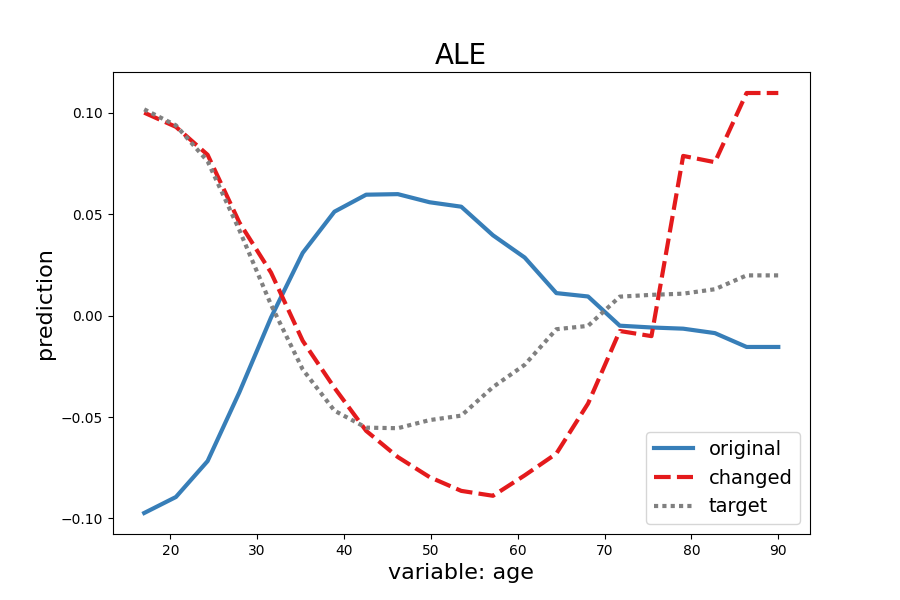 ALE
prediction
0.10
0.05
0.00
−0.05
−0.10
original
changed
target
20 30 40 50 60 70 80 90
variable: age